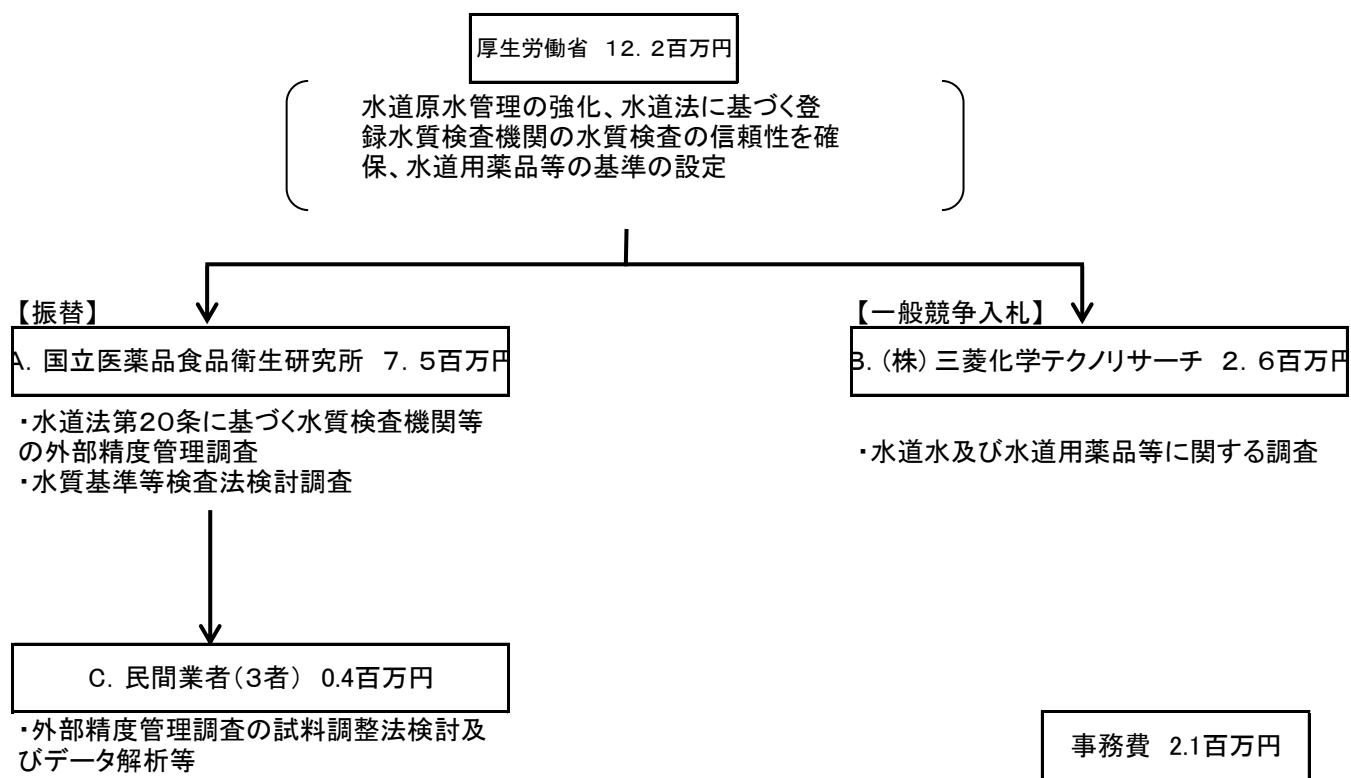 厚生労働省 12.2百万円
水道原水管理の強化、水道法に基づく登
録水質検査機関の水質検査の信頼性を確
保、水道用薬品等の基準の設定
【振替】
A. 国立医薬品食品衛生研究所 7.5百万円
・水道法第20条に基づく水質検査機関等
の外部精度管理調査
・水質基準等検査法検討調査
【一般競争入札】
B.(株)三菱化学テクノリサーチ 2.6百万円
・水道水及び水道用薬品等に関する調査
C. 民間業者(3者) 0.4百万円
・外部精度管理調査の試料調整法検討及
びデータ解析等
事務費 2.1百万円